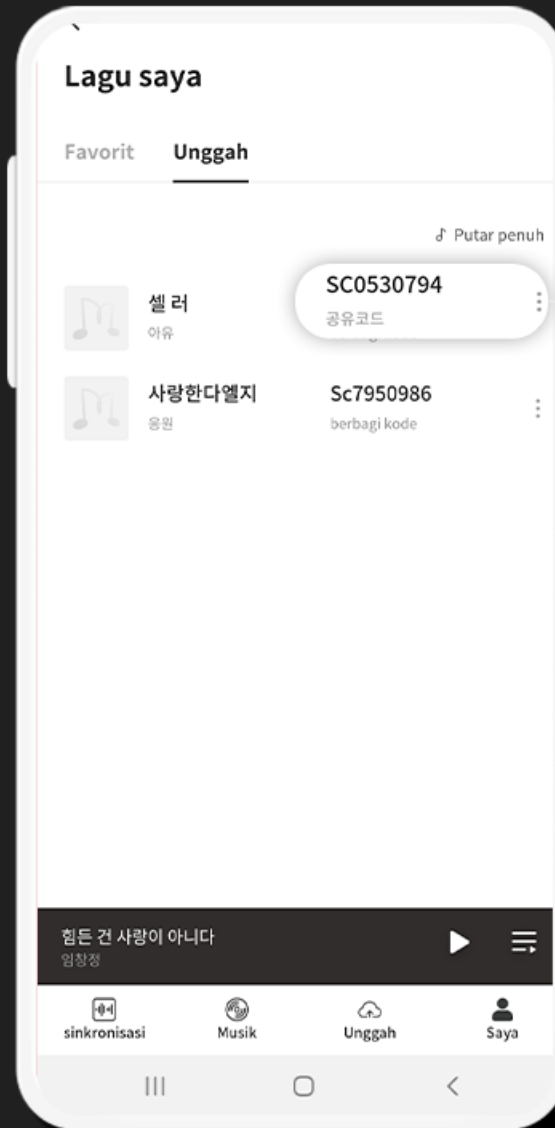 Lagu saya
Favorit Unggah
Putar penuh
셀 러
아유
SC0530794
공유코드
사랑한다엘지
응원
Sc7950986
berbagi kode
힘든 건 사랑이 아니다
임창정
sinkronisasi Musik Unggah Saya